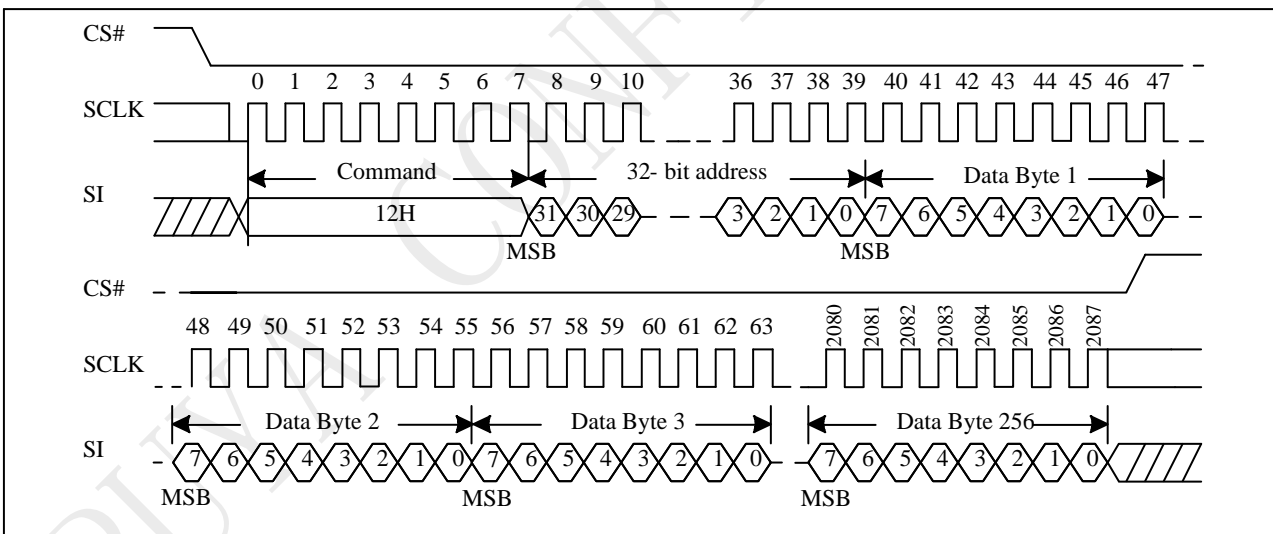 CS#
0 1 2 3 4 5 6 7 8 9 10 36 37 38 39 40 41 42 43 44 45 46 47
SCLK
Command 32- bit address Data Byte 1
SI
12H 31 30 29 3 2 1 0 7 6 5 4 3 2 1 0
MSB MSB
CS#
48 49 50 51 52 53 54 55 56 57 58 59 60 61 62 63 2080 2081 2082 2083 2084 2085 2086 2087
SCLK
Data Byte 2 Data Byte 3 Data Byte 256
SI
7 6 5 4 3 2 1 0 7 6 5 4 3 2 1 0 7 6 5 4 3 2 1 0
MSB MSB MSB